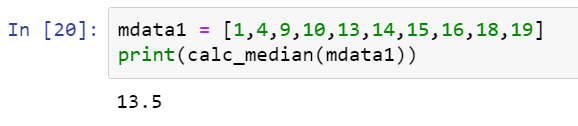 In [20]: mdata1 = [1,4,9,10,13,14,15,16,18,19]
print(calc_median(mdata1))
13.5